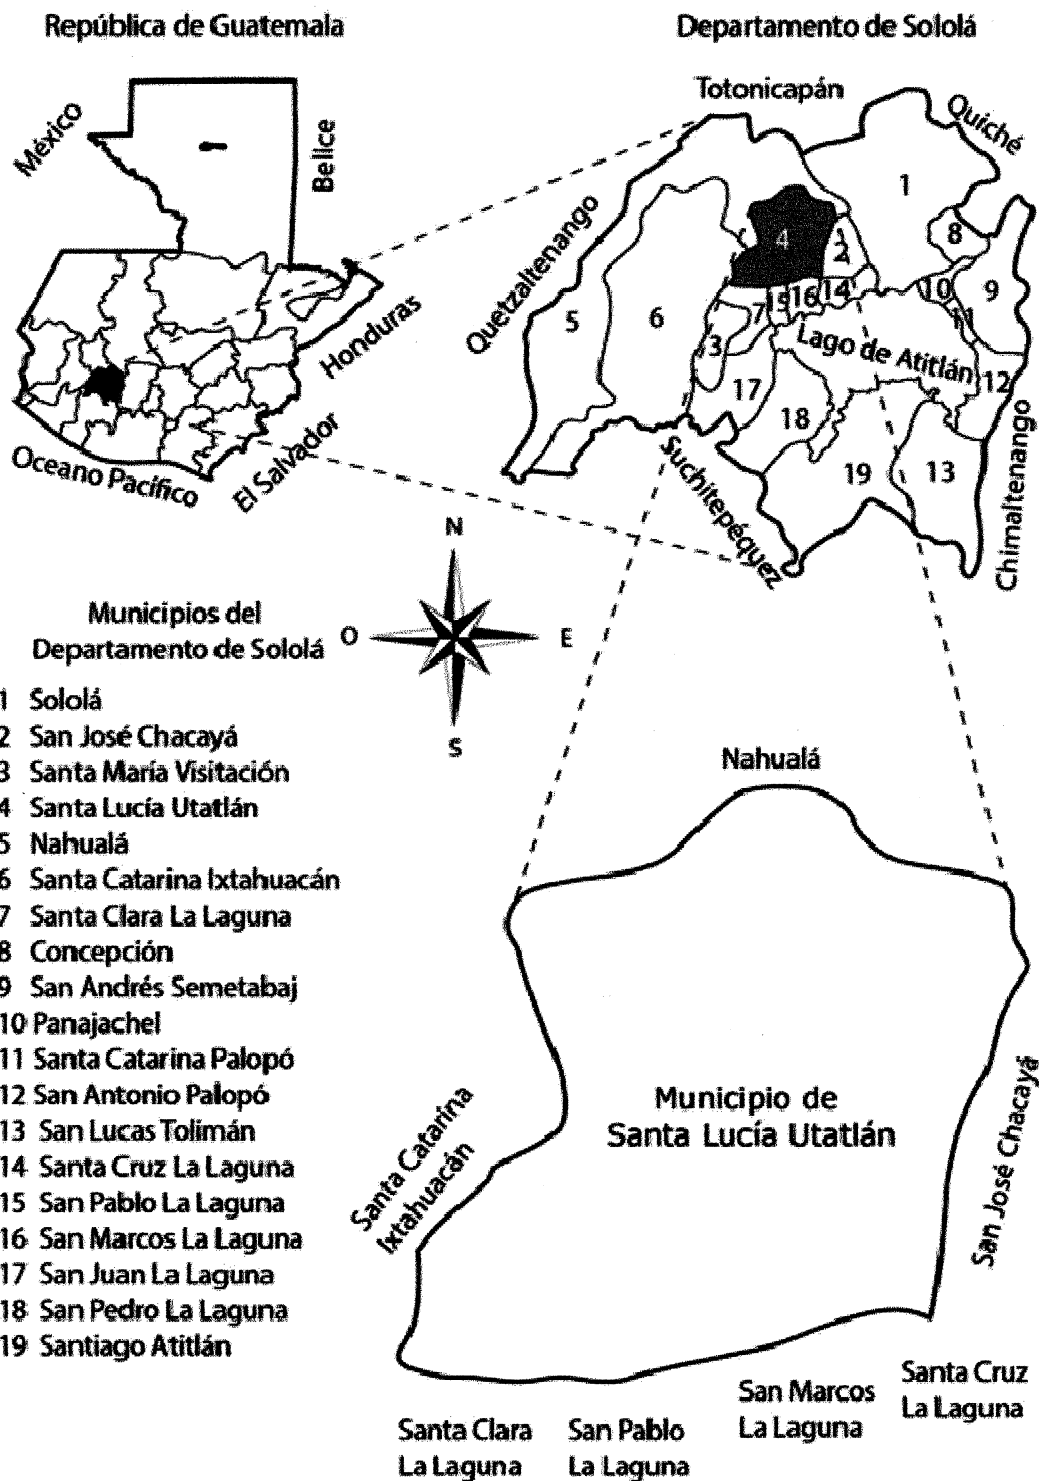 República de Guatemala
Departamento de Sololá
México
Belice
Honduras
El Salvador
Oceano Pacífico
Totonicapán
Quiché
Quetzaltenango
Suchitepéquez
Chimaltenango
Lago de Atitlán
1
2
3
4
5
6
7
8
9
10
11
12
13
14
15
16
17
18
19
N
O
E
S
Municipios del
Departamento de Sololá
1 Sololá
2 San José Chacayá
3 Santa María Visitación
4 Santa Lucía Utatlán
5 Nahualá
6 Santa Catarina Ixtahuacán
7 Santa Clara La Laguna
8 Concepción
9 San Andrés Semetabaj
10 Panajachel
11 Santa Catarina Palopó
12 San Antonio Palopó
13 San Lucas Tolimán
14 Santa Cruz La Laguna
15 San Pablo La Laguna
16 San Marcos La Laguna
17 San Juan La Laguna
18 San Pedro La Laguna
19 Santiago Atitlán
Nahualá
Santa Catarina
Ixtahuacán
Municipio de
Santa Lucía Utatlán
San José Chacayá
Santa Clara
La Laguna
San Pablo
La Laguna
San Marcos
La Laguna
Santa Cruz
La Laguna